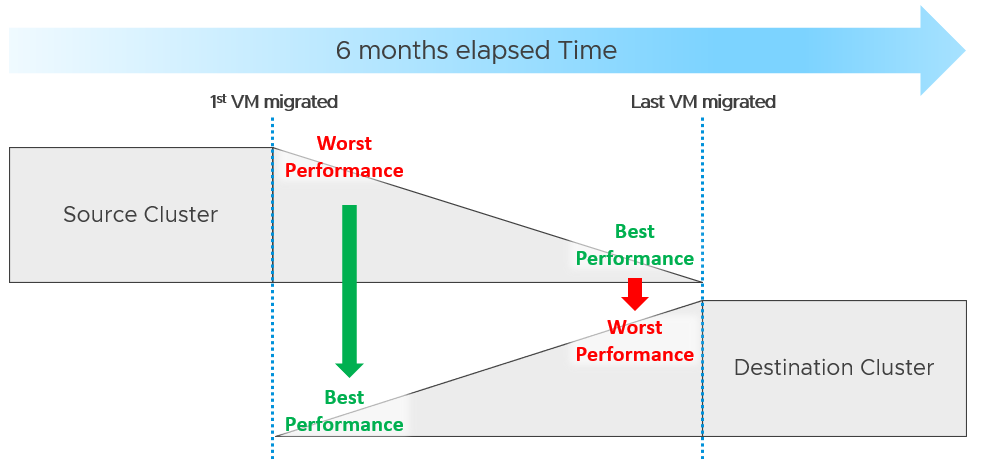 6 months elapsed Time
1st VM migrated
Last VM migrated
Worst
Performance
Source Cluster
Best
Performance
Worst
Performance
Destination Cluster
Best
Performance